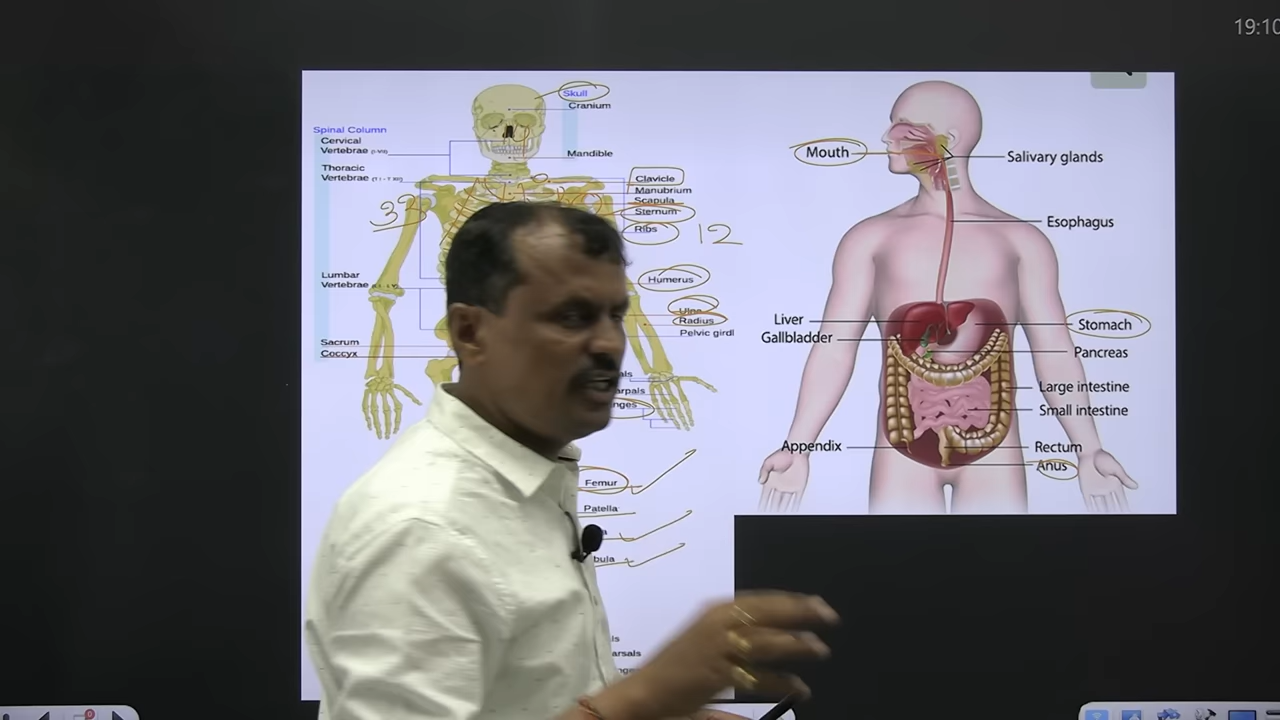 19:10
Skull
Cranium
Spinal Column
Cervical
Vertebrae
Mandible
Thoracic
Vertebrae
Clavicle
Manubrium
Scapula
Sternum
Ribs 12
33
Lumbar
Vertebrae
Humerus
Ulna
Radius
Pelvic girdl
Sacrum
Coccyx
Femur
Patella
Mouth
Salivary glands
Esophagus
Liver
Gallbladder
Stomach
Pancreas
Large intestine
Small intestine
Appendix
Rectum
Anus